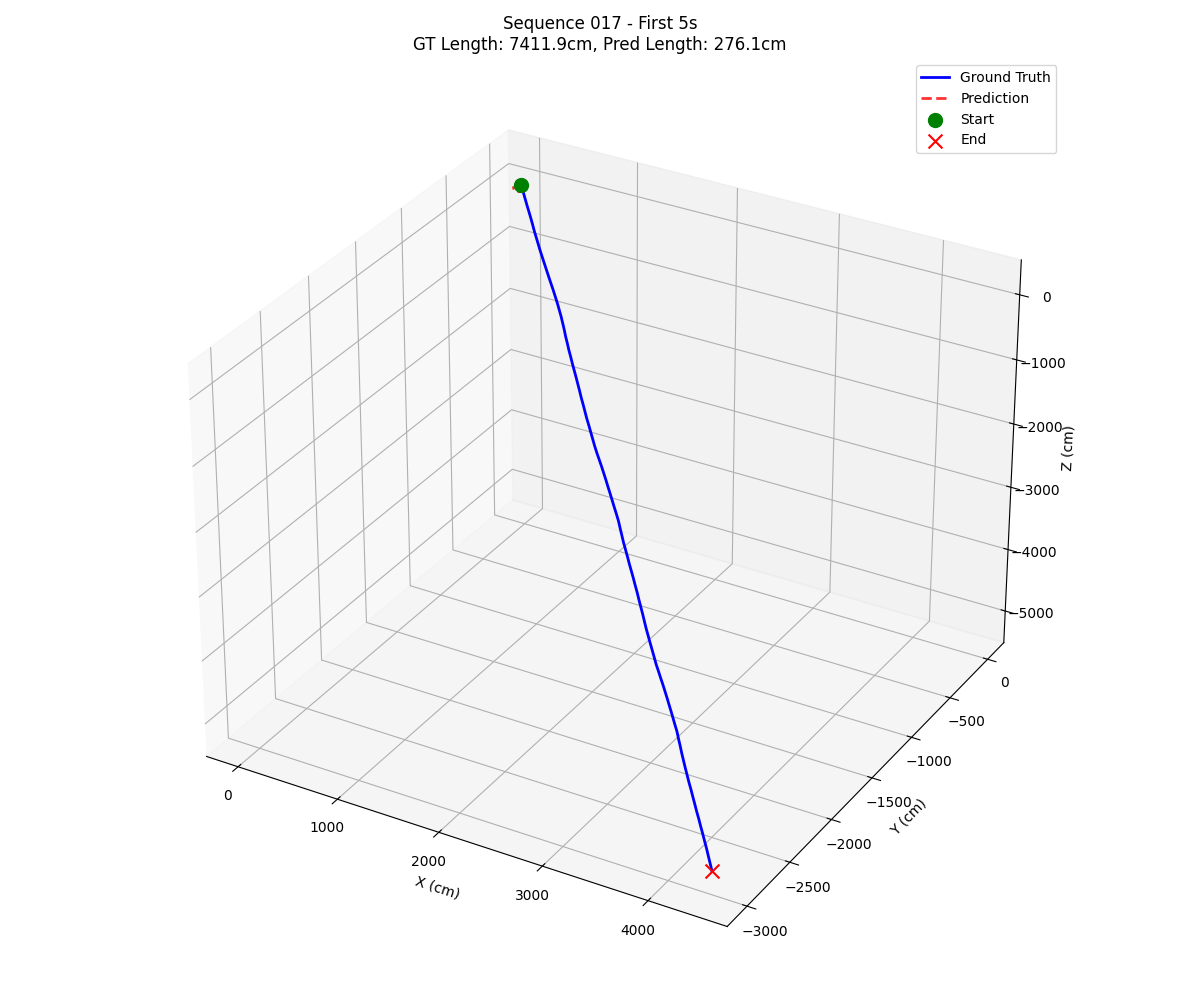 Sequence 017 - First 5s
GT Length: 7411.9cm, Pred Length: 276.1cm
Ground Truth
Prediction
Start
End
0
−1000
−2000
−3000
−4000
−5000
Z (cm)
0
−500
−1000
−1500
−2000
−2500
−3000
Y (cm)
0
1000
2000
3000
4000
X (cm)